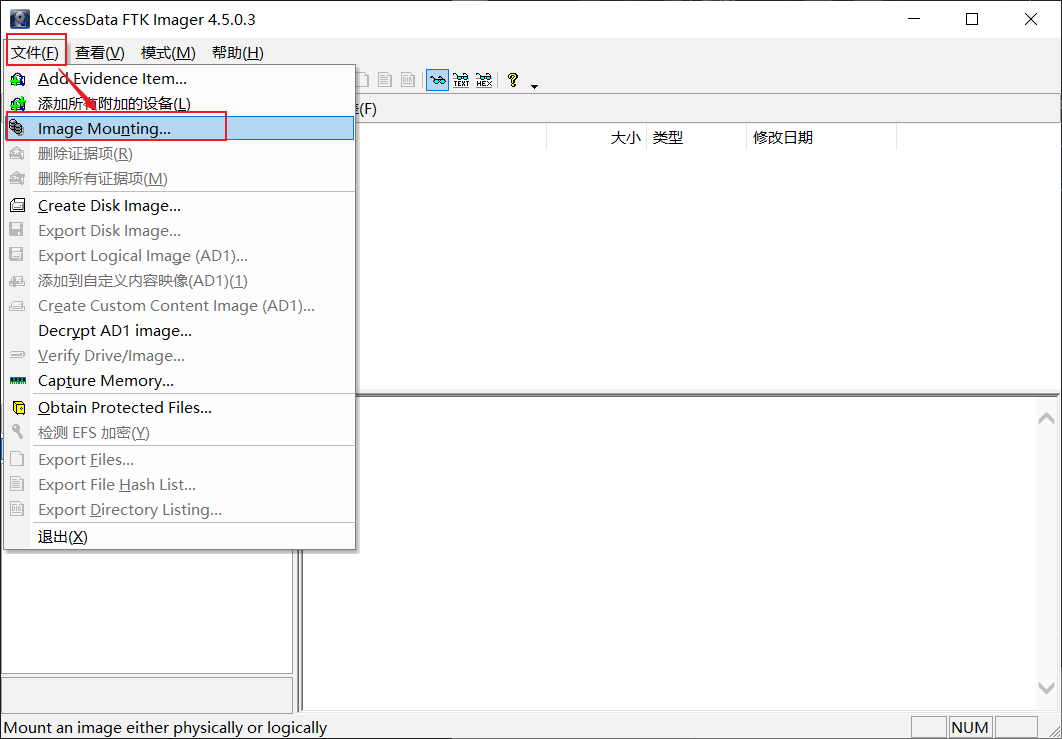 AccessData FTK Imager 4.5.0.3
文件(F) 查看(V) 模式(M) 帮助(H)
Add Evidence Item...
添加所有附加的设备(L)
(F)
Image Mounting...
大小 类型 修改日期
删除证据项(R)
删除所有证据项(M)
Create Disk Image...
Export Disk Image...
Export Logical Image (AD1)...
添加到自定义内容映像(AD1)(1)
Create Custom Content Image (AD1)...
Decrypt AD1 image...
Verify Drive/Image...
Capture Memory...
Obtain Protected Files...
检测 EFS 加密(Y)
Export Files...
Export File Hash List...
Export Directory Listing...
退出(X)
Mount an image either physically or logically
NUM